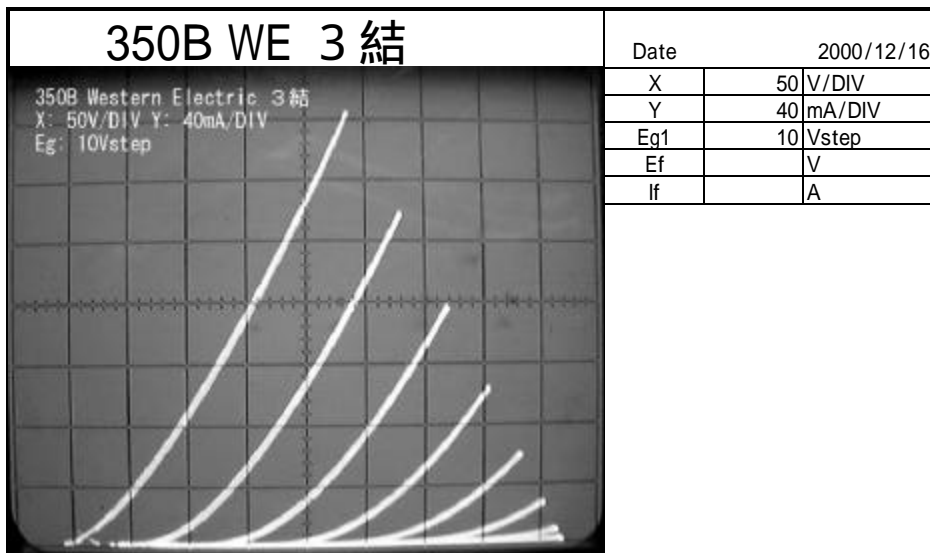 350B WE 3結
350B Western Electric 3結
X: 50V/DIV Y: 40mA/DIV
Eg: 10Vstep
Date 2000/12/16
X 50 V/DIV
Y 40 mA/DIV
Eg1 10 Vstep
Ef V
If A